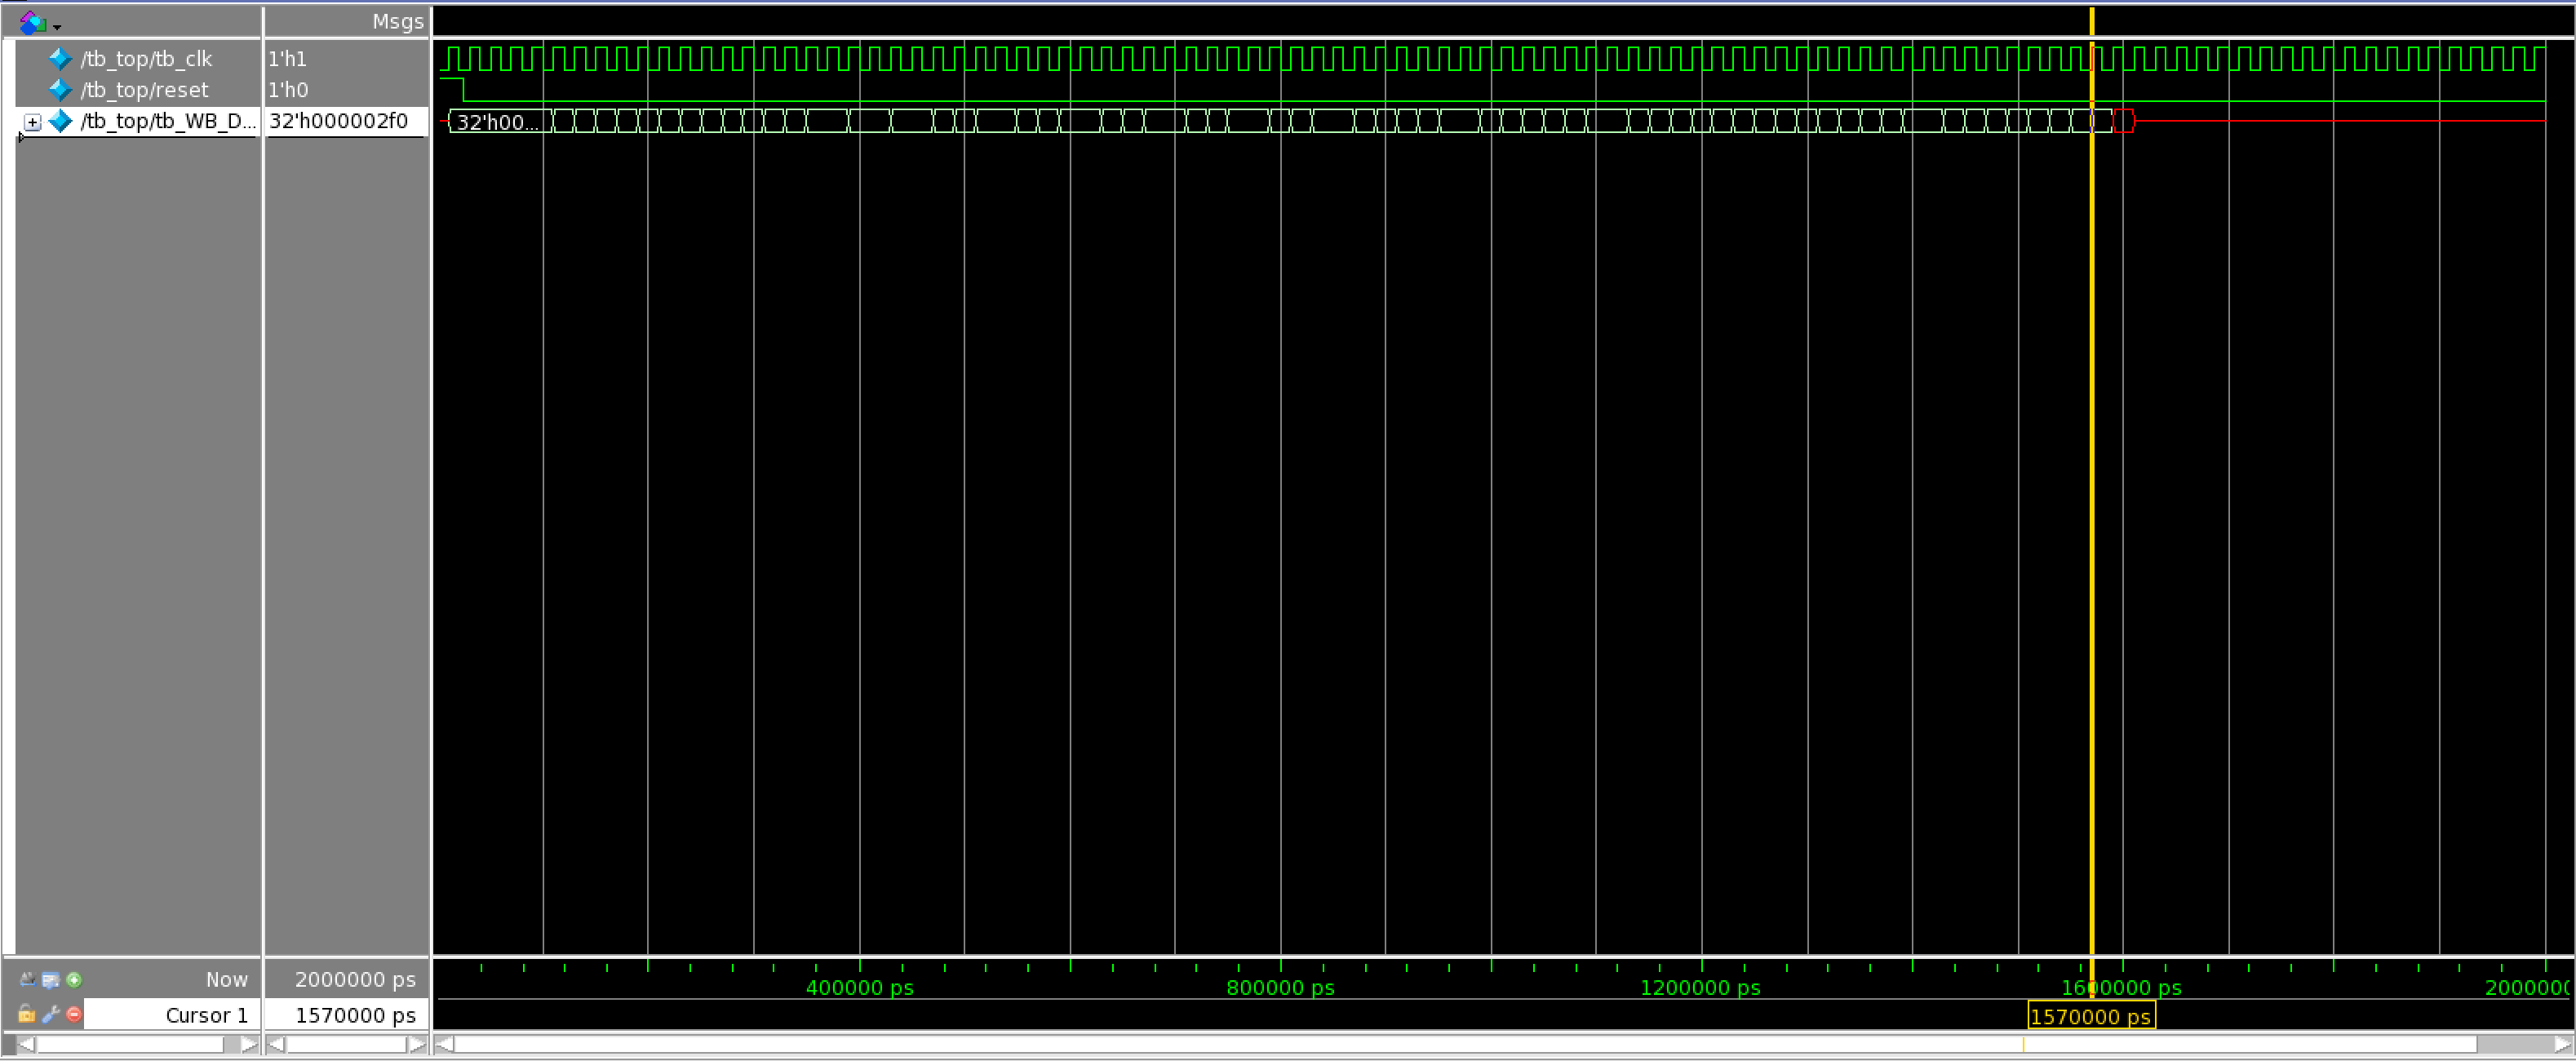 Msgs
/tb_top/tb_clk 1'h1
/tb_top/reset 1'h0
/tb_top/tb_WB_D... 32'h000002f0
32'h00...
Now 2000000 ps
400000 ps 800000 ps 1200000 ps 1600000 ps 2000000
Cursor 1 1570000 ps
1570000 ps